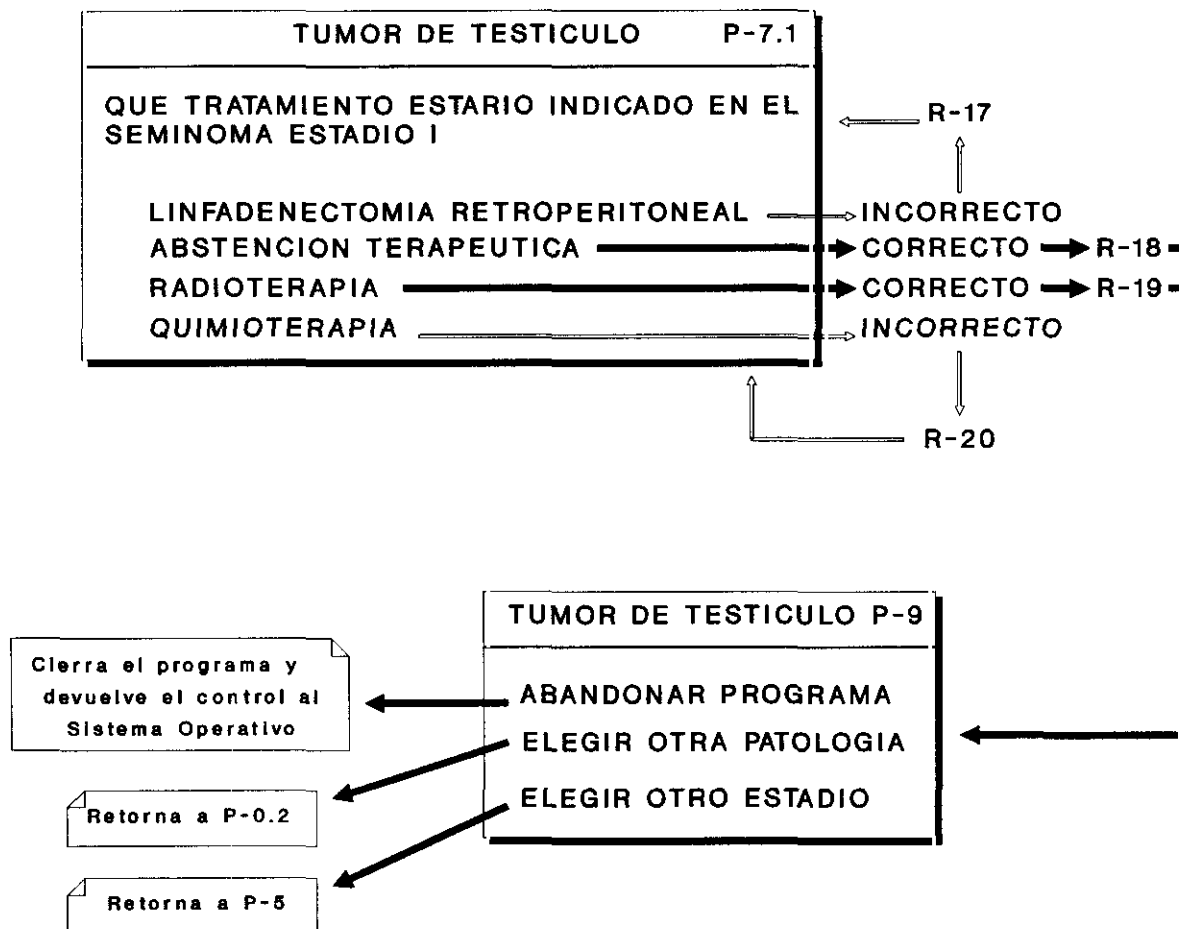 TUMOR DE TESTICULO P-7.1
QUE TRATAMIENTO ESTARIO INDICADO EN EL
SEMINOMA ESTADIO I
R-17
LINFADENECTOMIA RETROPERITONEAL INCORRECTO
ABSTENCION TERAPEUTICA CORRECTO R-18
RADIOTERAPIA CORRECTO R-19
QUIMIOTERAPIA INCORRECTO
R-20
TUMOR DE TESTICULO P-9
Cierra el programa y
devuelve el control al
Sistema Operativo
ABANDONAR PROGRAMA
ELEGIR OTRA PATOLOGIA
ELEGIR OTRO ESTADIO
Retorna a P-0.2
Retorna a P-5